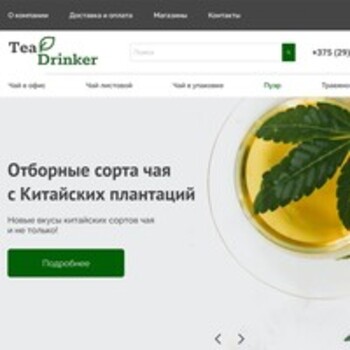 О компании Доставка и оплата Магазины Контакты
Tea
Drinker
Поиск
+375 (29)
Чай в офис Чай листовой Чай в упаковке Пуэр Травяно
Отборные сорта чая
с Китайских плантаций
Новые вкусы китайских сортов чая
и не только!
Подробнее